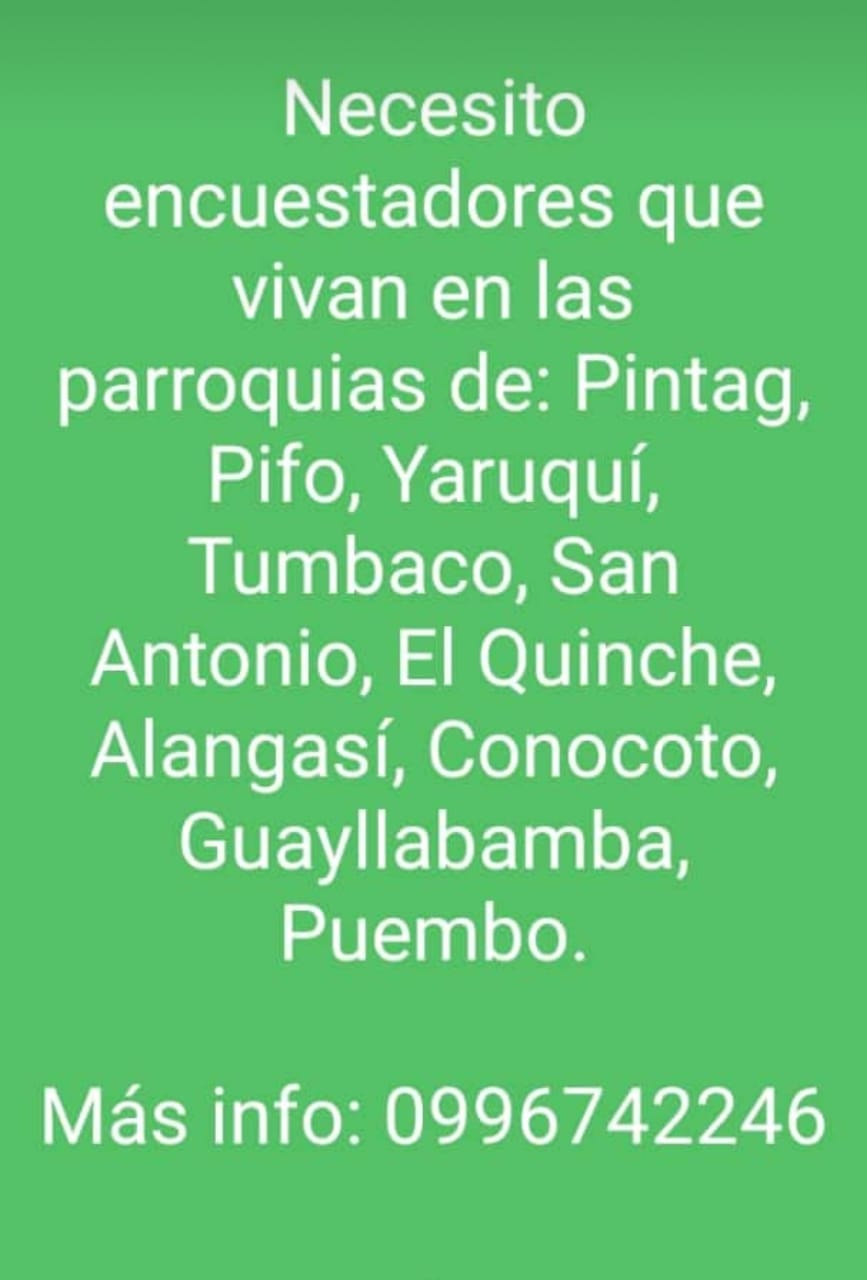 Necesito
encuestadores que
vivan en las
parroquias de: Pintag,
Pifo, Yaruquí,
Tumbaco, San
Antonio, El Quinche,
Alangasí, Conocoto,
Guayllabamba,
Puembo.
Más info: 0996742246